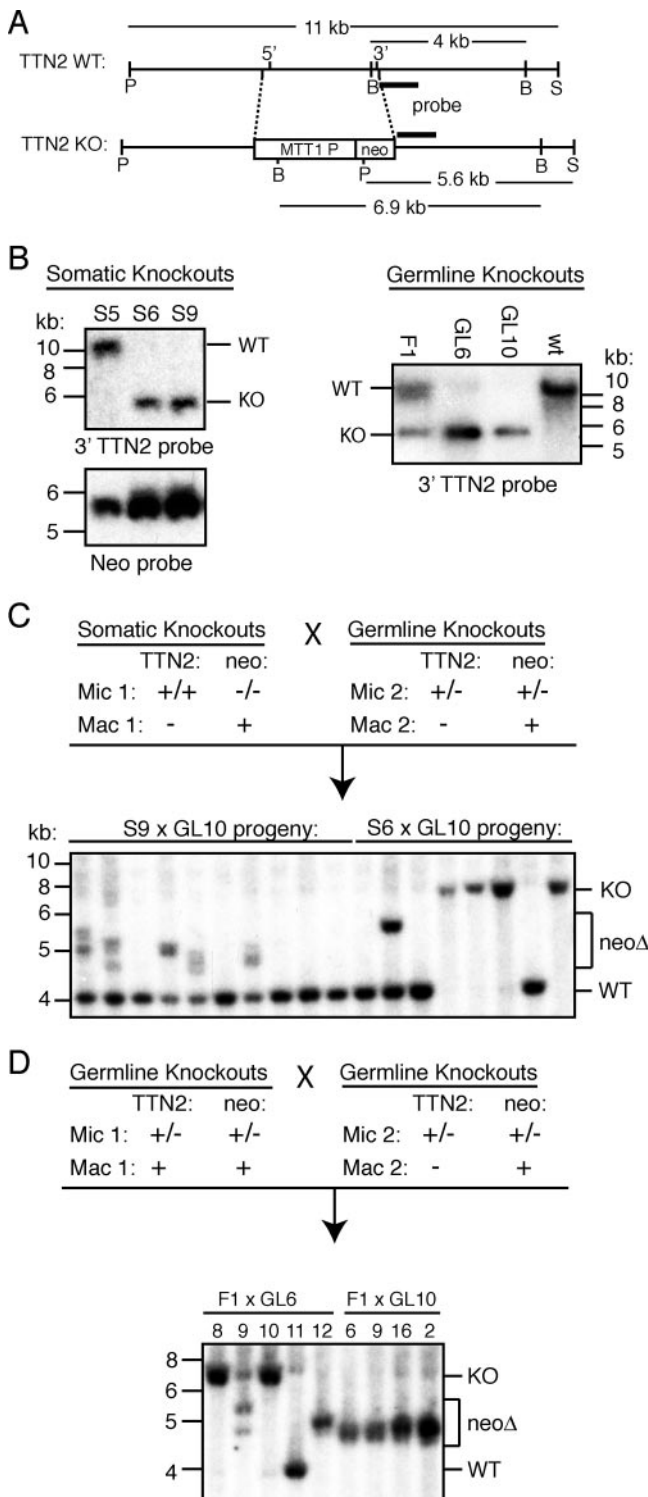 A
11 kb
4 kb
TTN2 WT:
5’
3’
P
B
B
S
probe
TTN2 KO:
MTT1 P
neo
P
B
P
B
S
5.6 kb
6.9 kb
B
Somatic Knockouts
S5 S6 S9
kb:
10
8
6
WT
KO
3’ TTN2 probe
6
5
Neo probe
Germline Knockouts
F1 GL6 GL10 wt
kb:
WT
KO
10
8
6
5
3’ TTN2 probe
C
Somatic Knockouts X Germline Knockouts
TTN2: neo: TTN2: neo:
Mic 1: +/+ -/- Mic 2: +/- +/-
Mac 1: - + Mac 2: - +
S9 x GL10 progeny: S6 x GL10 progeny:
kb:
10
8
6
5
4
KO
neoΔ
WT
D
Germline Knockouts X Germline Knockouts
TTN2: neo: TTN2: neo:
Mic 1: +/- +/- Mic 2: +/- +/-
Mac 1: + + Mac 2: - +
F1 x GL6 F1 x GL10
8 9 10 11 12 6 9 16 2
8
6
5
4
KO
neoΔ
WT